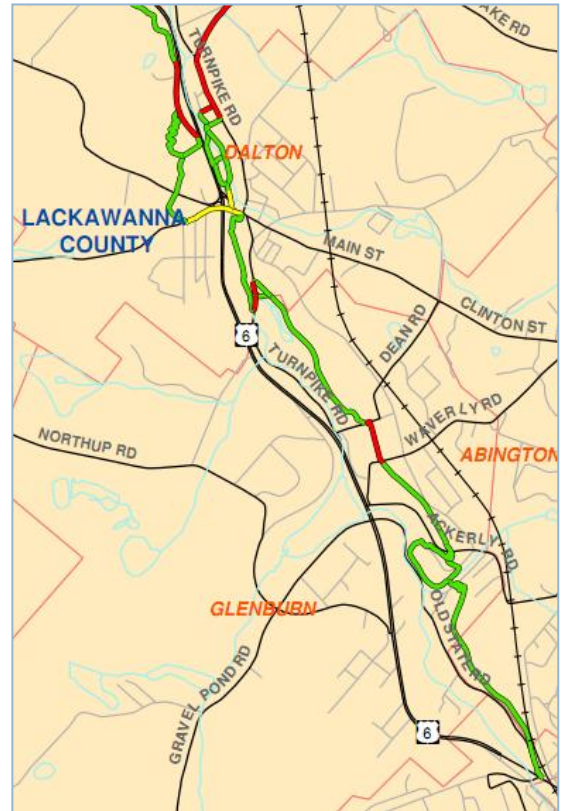 AKE RD
TURNPIKE RD
DALTON
LACKAWANNA
COUNTY
MAIN ST
CLINTON ST
6
DEAN RD
TURNPIKE RD
WAVERLY RD
NORTHUP RD
ABINGTON
ACKERLY RD
GLENBURN
OLD STATE RD
GRAVEL POND RD
6